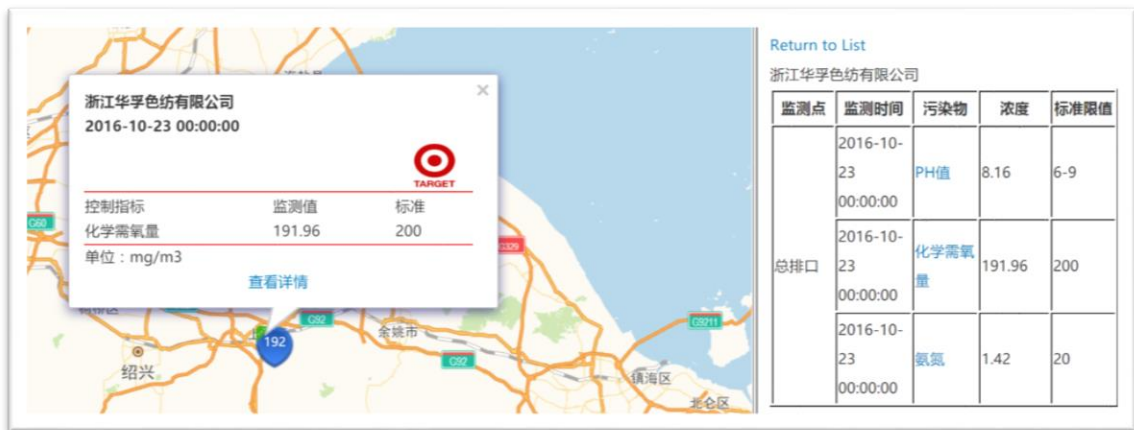 浙江华孚色纺有限公司
2016-10-23 00:00:00
×
TARGET
控制指标 监测值 标准
化学需氧量 191.96 200
单位：mg/m3
查看详情
G60
G329
G92
余姚市
G9211
192
G92
绍兴
镇海区
北仑区
Return to List
浙江华孚色纺有限公司
监测点 监测时间 污染物 浓度 标准限值
总排口
2016-10-
23
00:00:00
PH值 8.16 6-9
2016-10-
23
00:00:00
化学需氧
量
191.96 200
2016-10-
23
00:00:00
氨氮 1.42 20